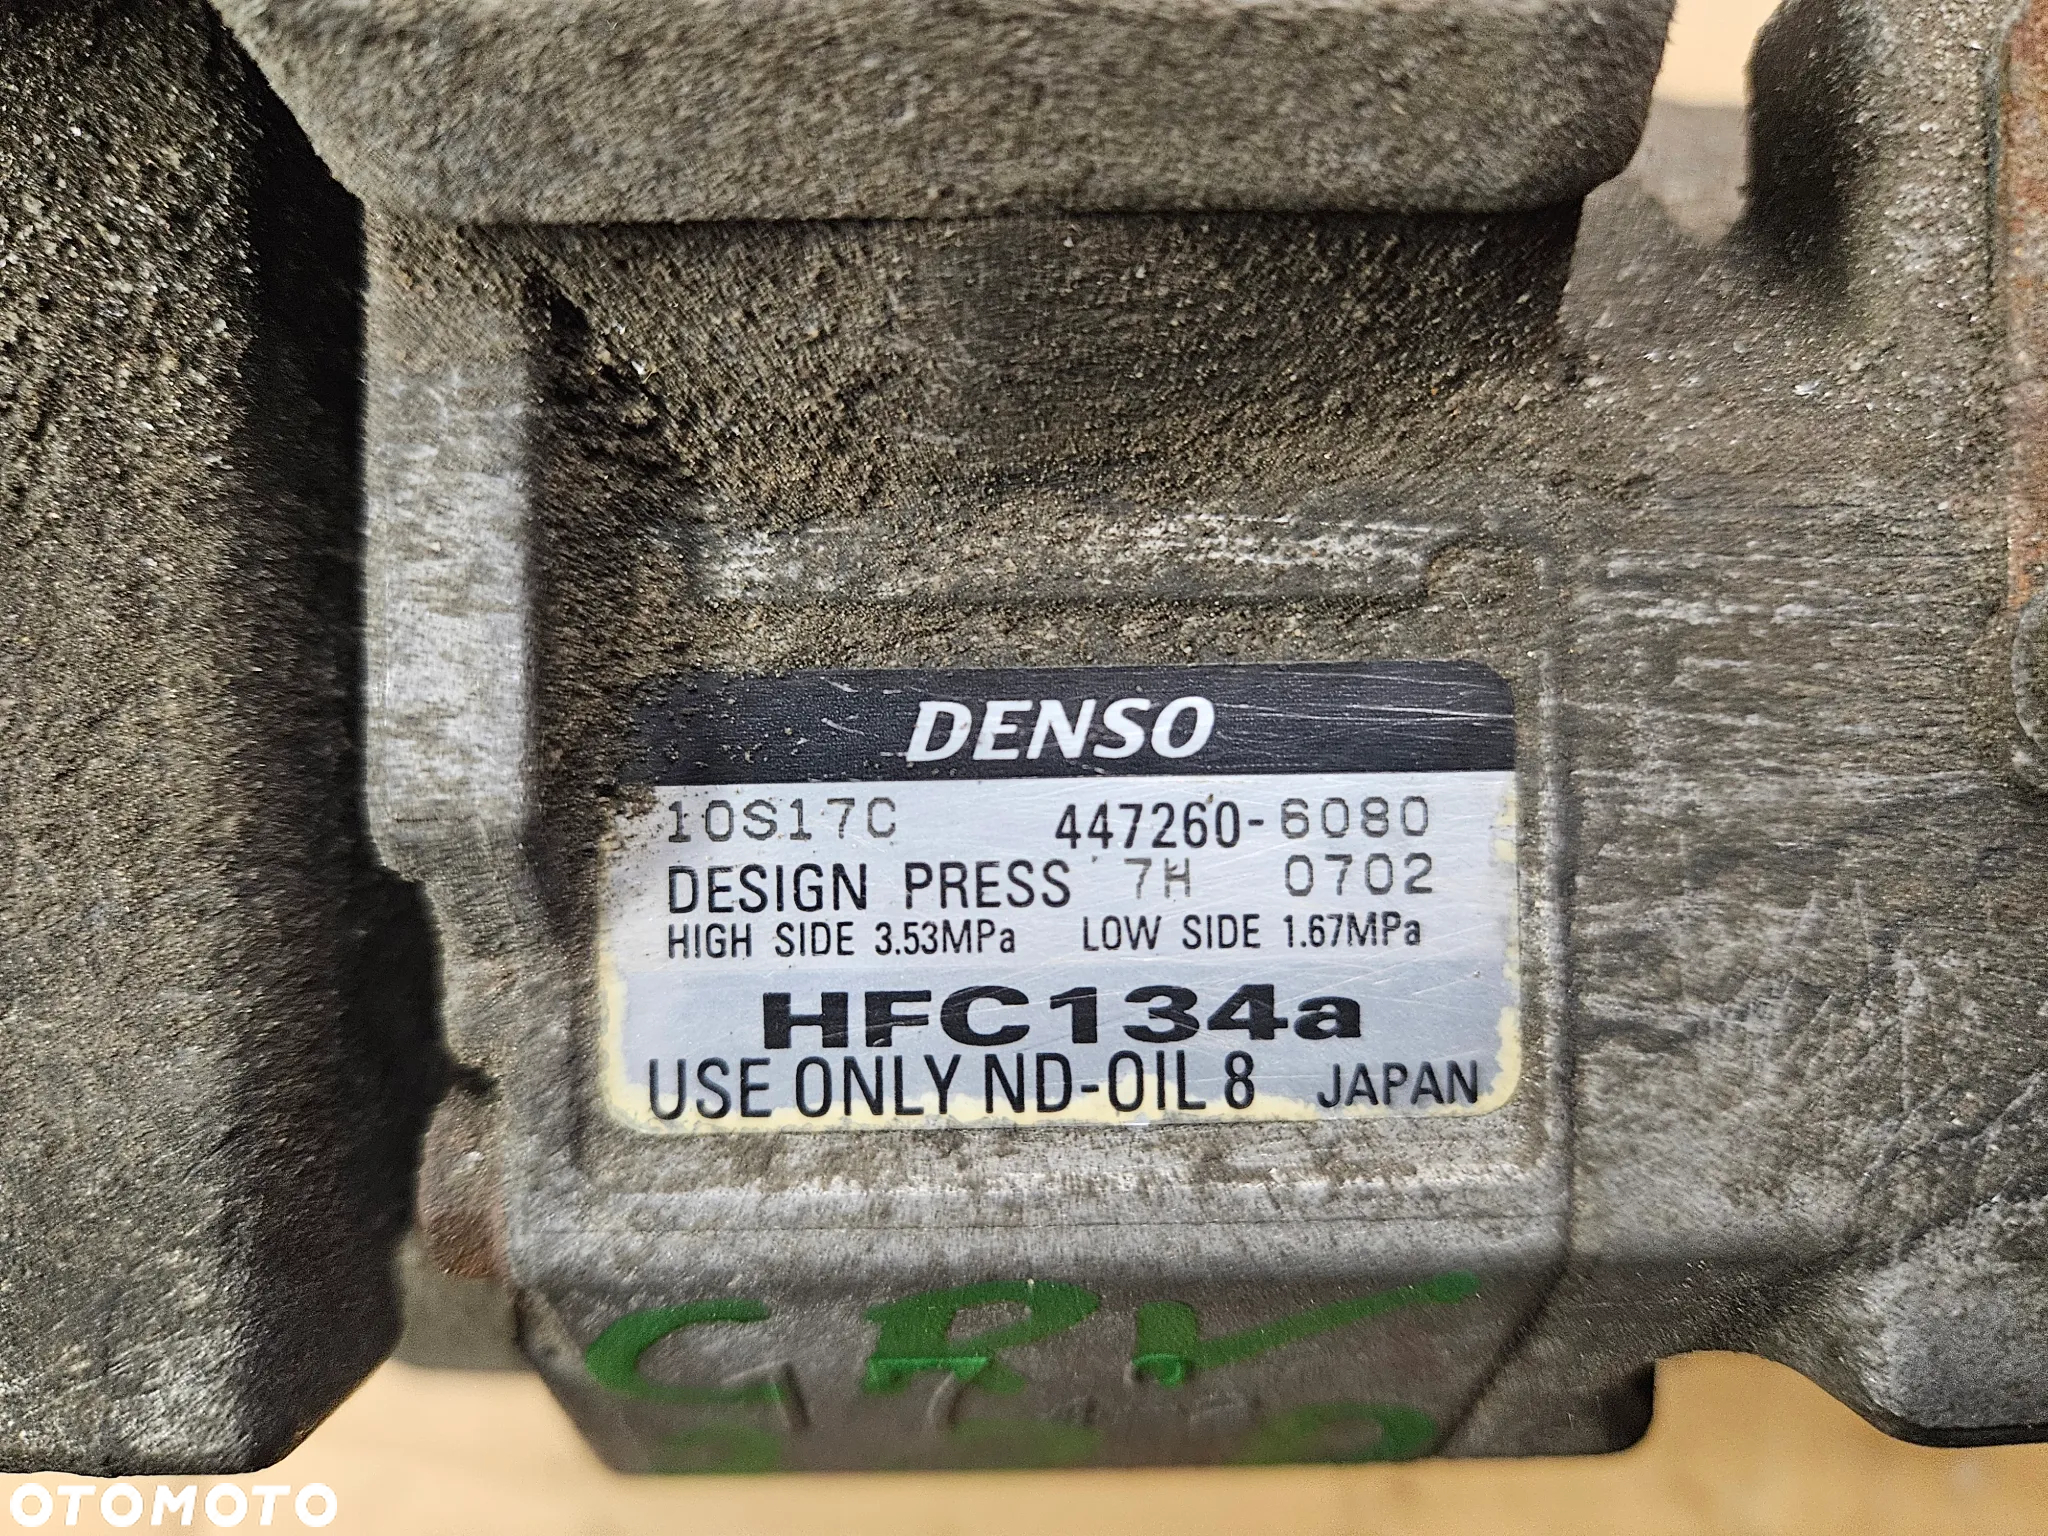 DENSO
10S17C 447260-6080
DESIGN PRESS 7H 0702
HIGH SIDE 3.53MPa LOW SIDE 1.67MPa
HFC134a
USE ONLY ND-OIL 8 JAPAN
CRV
OTOMOTO